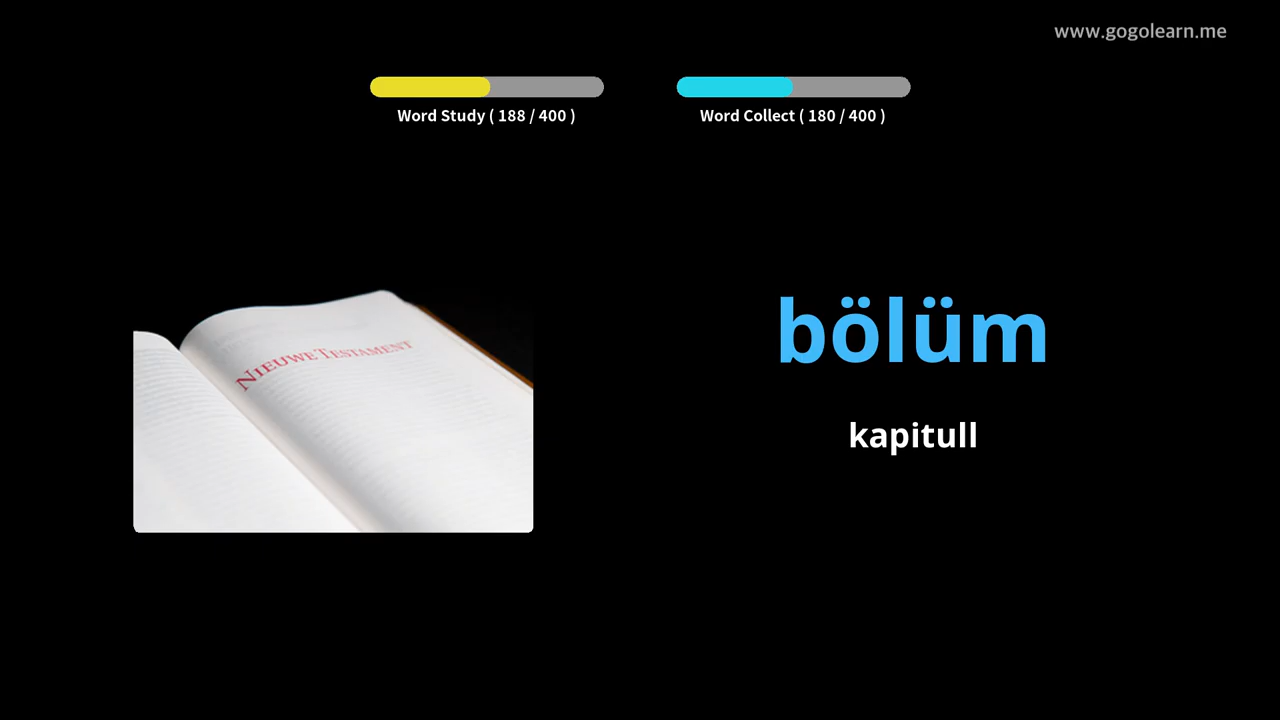 www.gogolearn.me
Word Study ( 188 / 400 )
Word Collect ( 180 / 400 )
NIEUWE TESTAMENT
bölüm
kapitull